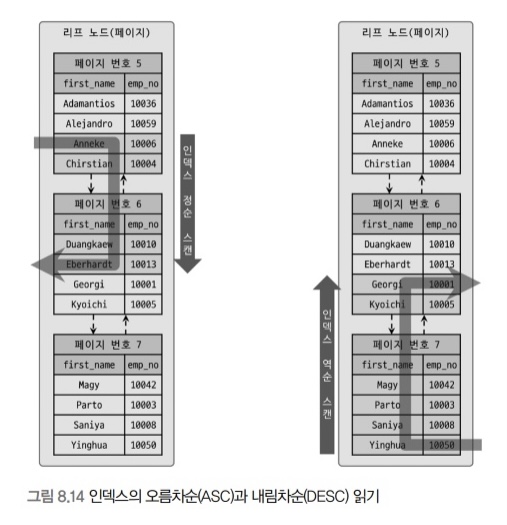 리프 노드(페이지)
페이지 번호 5
first_name emp_no
Adamantios 10036
Alejandro 10059
Anneke 10006
Chirstian 10004
페이지 번호 6
first_name emp_no
Duangkaew 10010
Eberhardt 10013
Georgi 10001
Kyoichi 10005
페이지 번호 7
first_name emp_no
Magy 10042
Parto 10003
Saniya 10008
Yinghua 10050
인덱스 정순 스캔
리프 노드(페이지)
페이지 번호 5
first_name emp_no
Adamantios 10036
Alejandro 10059
Anneke 10006
Chirstian 10004
페이지 번호 6
first_name emp_no
Duangkaew 10010
Eberhardt 10013
Georgi 10001
Kyoichi 10005
페이지 번호 7
first_name emp_no
Magy 10042
Parto 10003
Saniya 10008
Yinghua 10050
인덱스 역순 스캔
그림 8.14 인덱스의 오름차순(ASC)과 내림차순(DESC) 읽기